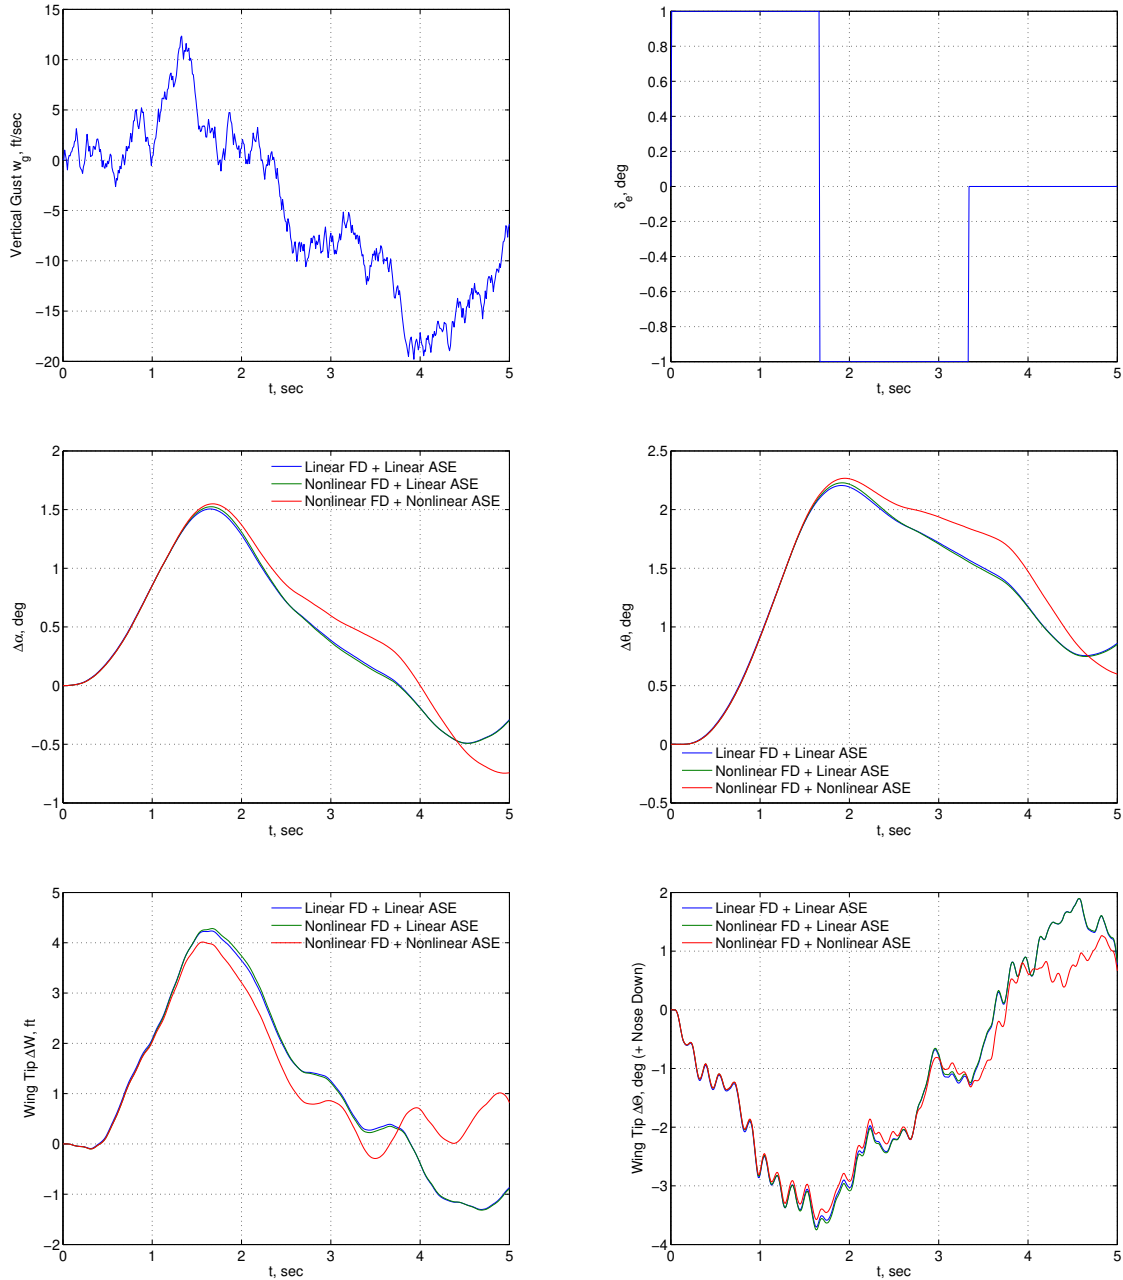 15
10
5
0
−5
−10
−15
−20
Vertical Gust w_g, ft/sec
0 1 2 3 4 5
t, sec
1
0.8
0.6
0.4
0.2
0
−0.2
−0.4
−0.6
−0.8
−1
δ_e, deg
0 1 2 3 4 5
t, sec
2
1.5
1
0.5
0
−0.5
−1
Δα, deg
Linear FD + Linear ASE
Nonlinear FD + Linear ASE
Nonlinear FD + Nonlinear ASE
0 1 2 3 4 5
t, sec
2.5
2
1.5
1
0.5
0
−0.5
Δθ, deg
Linear FD + Linear ASE
Nonlinear FD + Linear ASE
Nonlinear FD + Nonlinear ASE
0 1 2 3 4 5
t, sec
5
4
3
2
1
0
−1
−2
Wing Tip ΔW, ft
Linear FD + Linear ASE
Nonlinear FD + Linear ASE
Nonlinear FD + Nonlinear ASE
0 1 2 3 4 5
t, sec
2
1
0
−1
−2
−3
−4
Wing Tip ΔΘ, deg (+ Nose Down)
Linear FD + Linear ASE
Nonlinear FD + Linear ASE
Nonlinear FD + Nonlinear ASE
0 1 2 3 4 5
t, sec